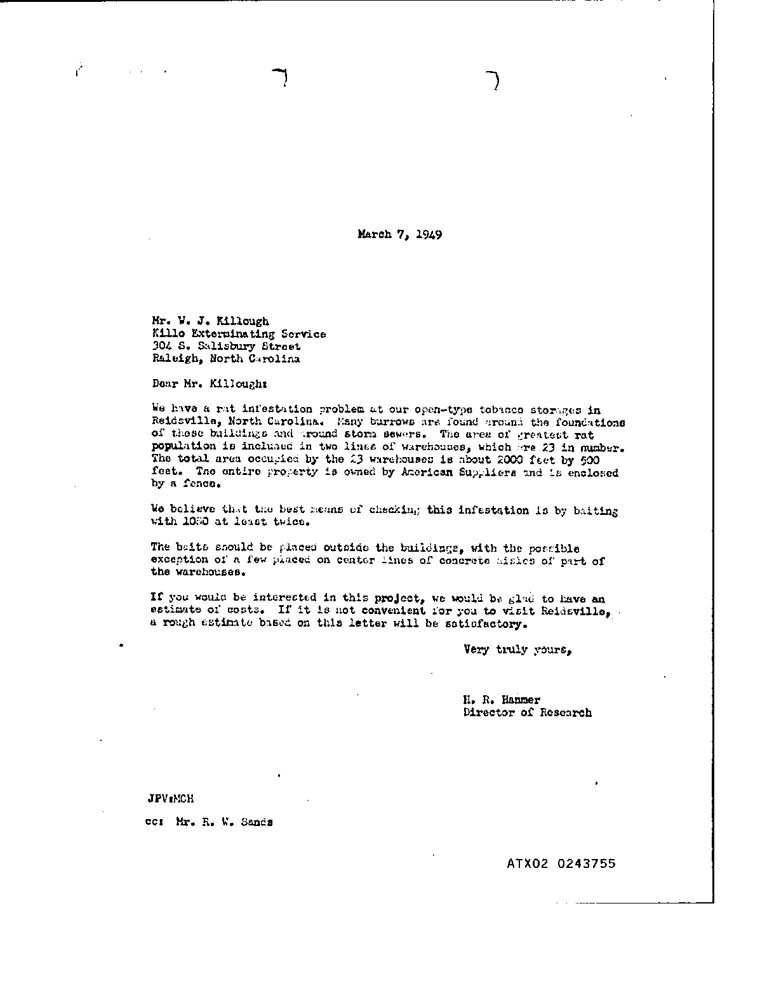 March 7, 1949
Mr. W. J. Killough
Killo Exterminating Service
304 S. Salisbury Street
Raleigh, North Carolina
Dear Mr. Killough:
We have a rat infestation problem at our open-type tobacco storages in
Reidsville, North Carolina. Many burrows are found around the foundations
of these buildings and around storm sewers. The area of greatest rat
population is included in two lines of warehouses, which are 23 in number.
The total area occupied by the 23 warehouses is about 2000 feet by 500
feet. The entire property is owned by American Suppliers and is enclosed
by a fence.
We believe that the best means of checking this infestation is by baiting
with 1080 at least twice.
The baits should be placed outside the buildings, with the possible
exception of a few placed on center lines of concrete aisles of part of
the warehouses.
If you would be interested in this project, we would be glad to have an
estimate of costs. If it is not convenient for you to visit Reidsville,
a rough estimate based on this letter will be satisfactory.
Very truly yours,
H. R. Hanmer
Director of Research
JPV:MCH
cc: Mr. R. W. Sands
ATX02 0243755